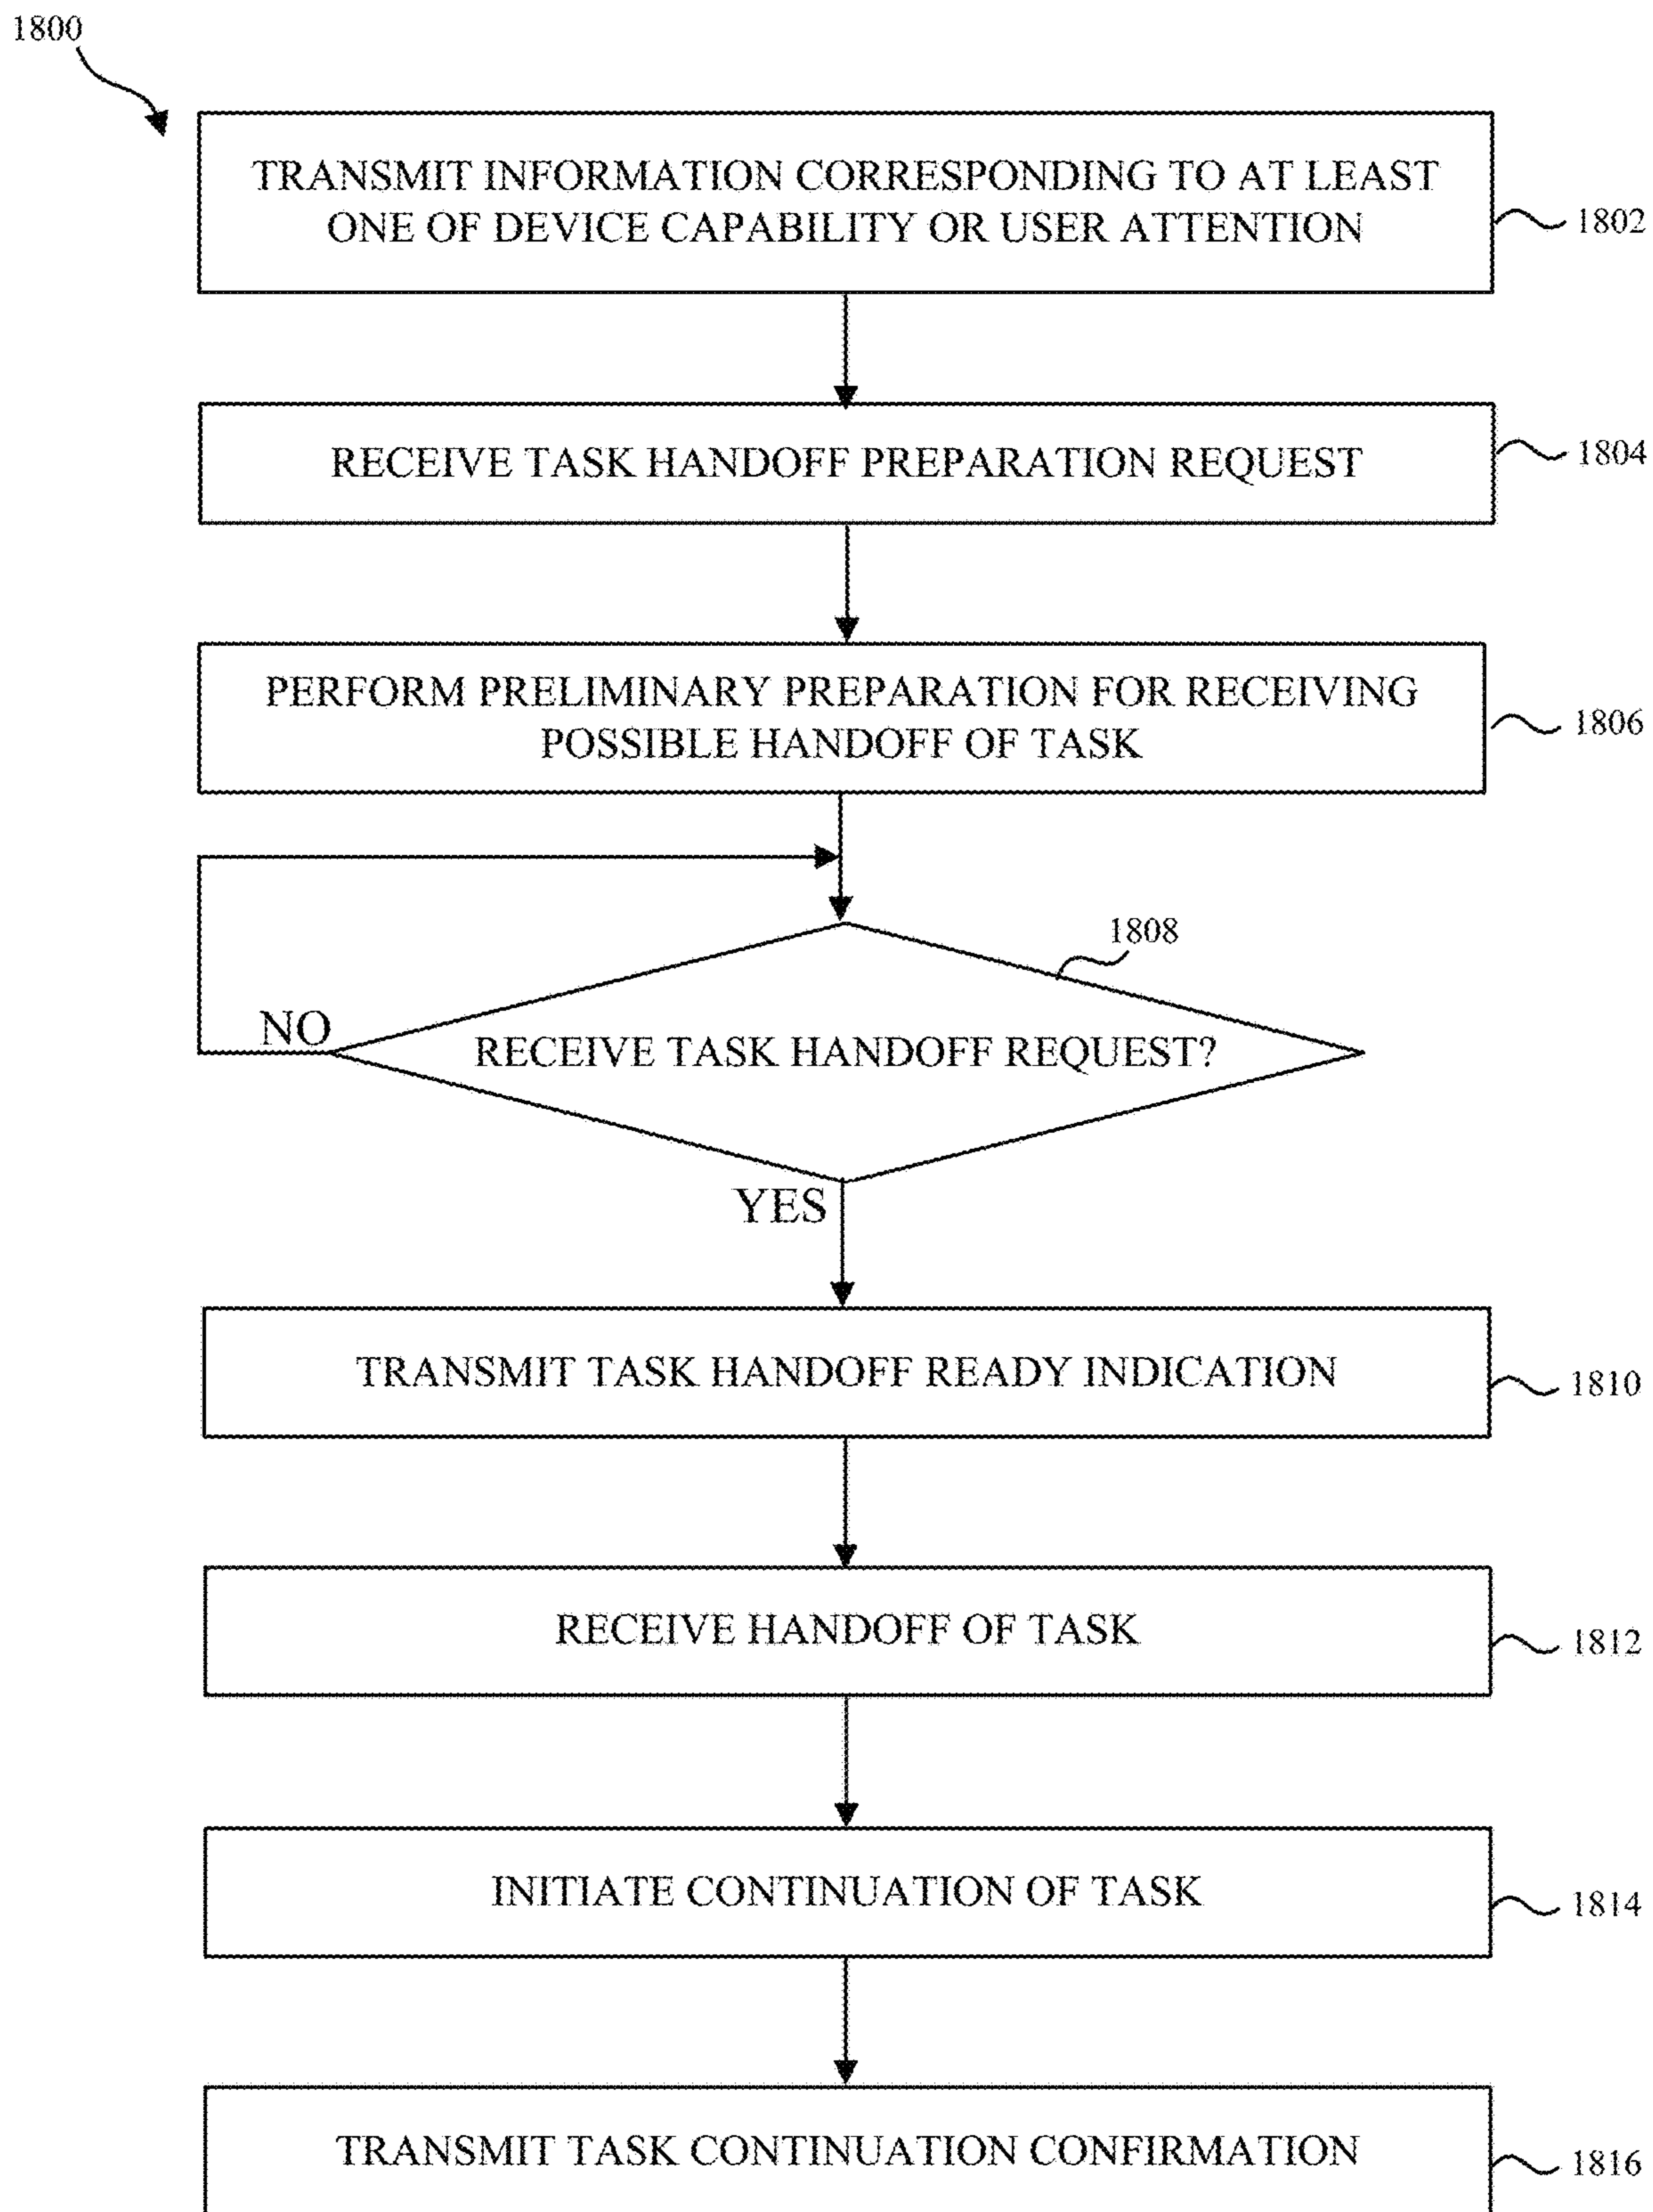 1800
TRANSMIT INFORMATION CORRESPONDING TO AT LEAST
ONE OF DEVICE CAPABILITY OR USER ATTENTION
1802
RECEIVE TASK HANDOFF PREPARATION REQUEST
1804
PERFORM PRELIMINARY PREPARATION FOR RECEIVING
POSSIBLE HANDOFF OF TASK
1806
1808
NO
RECEIVE TASK HANDOFF REQUEST?
YES
TRANSMIT TASK HANDOFF READY INDICATION
1810
RECEIVE HANDOFF OF TASK
1812
INITIATE CONTINUATION OF TASK
1814
TRANSMIT TASK CONTINUATION CONFIRMATION
1816